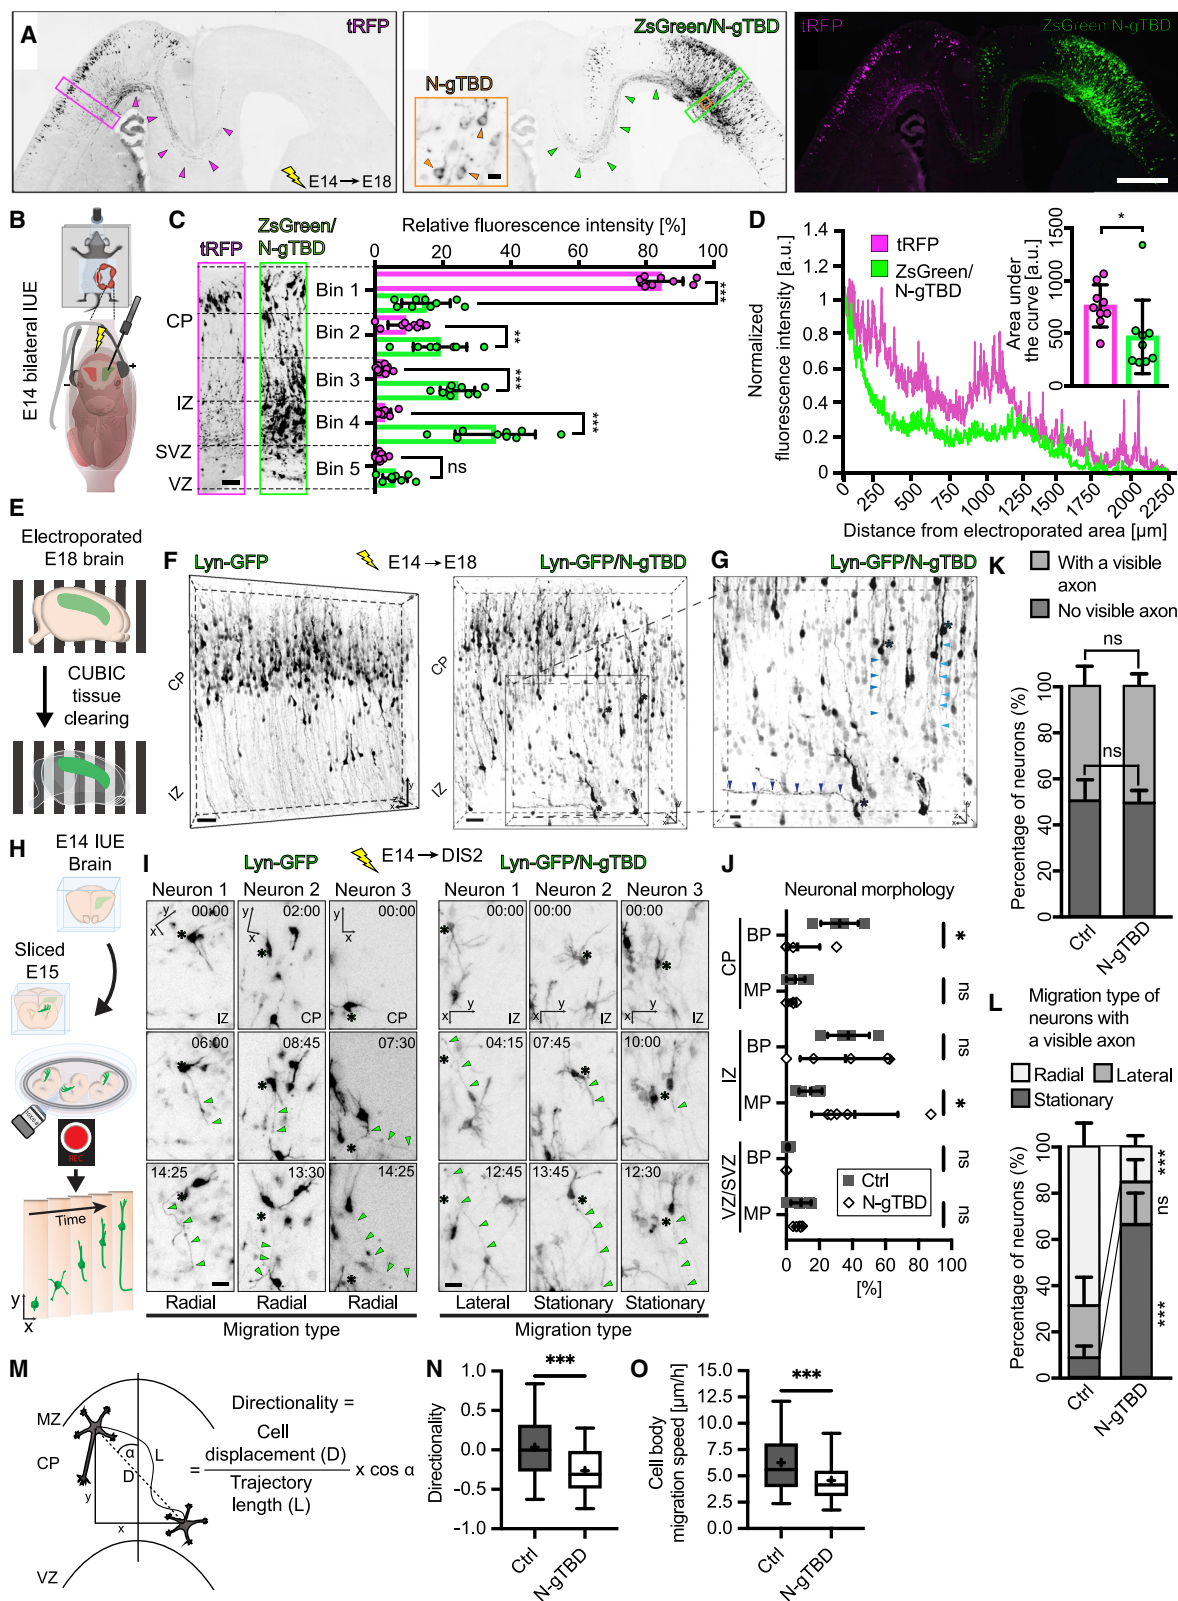 A
tRFP
E14→E18
ZsGreen/N-gTBD
N-gTBD
tRFP
ZsGreen N-gTBD
B
E14 bilateral IUE
C
tRFP
ZsGreen/
N-gTBD
Relative fluorescence intensity [%]
0 20 40 60 80 100
CP
IZ
SVZ
VZ
Bin 1
***
Bin 2
**
Bin 3
***
Bin 4
***
Bin 5
ns
D
Normalized
fluorescence intensity [a.u.]
1.4
1.2
1
0.8
0.6
0.4
0.2
0
tRFP
ZsGreen/
N-gTBD
Area under
the curve [a.u.]
1500
1000
500
0
*
0 250 500 750 1000 1250 1500 1750 2000 2250
Distance from electroporated area [µm]
E
Electroporated
E18 brain
CUBIC
tissue
clearing
F
Lyn-GFP
E14→E18
Lyn-GFP/N-gTBD
CP
IZ
CP
IZ
G
Lyn-GFP/N-gTBD
H
E14 IUE
Brain
Sliced
E15
REC
Time
y
x
I
Lyn-GFP
E14→DIS2
Lyn-GFP/N-gTBD
Neuron 1 Neuron 2 Neuron 3
Neuron 1 Neuron 2 Neuron 3
00:00 02:00 00:00 00:00 00:00 00:00
IZ CP CP IZ IZ IZ
06:00 08:45 07:30 04:15 07:45 10:00
14:25 13:30 14:25 12:45 13:45 12:30
Radial Radial Radial Lateral Stationary Stationary
Migration type
Migration type
J
Neuronal morphology
CP
BP
*
MP
ns
IZ
BP
ns
MP
*
VZ/SVZ
BP
ns
MP
ns
Ctrl
N-gTBD
0 20 40 60 80 100
[%]
K
With a visible
axon
No visible axon
Percentage of neurons (%)
100
80
60
40
20
0
ns
ns
Ctrl
N-gTBD
L
Migration type of
neurons with
a visible axon
Radial
Lateral
Stationary
Percentage of neurons (%)
100
80
60
40
20
0
***
ns
***
Ctrl
N-gTBD
M
MZ
CP
VZ
α
D
L
y
x
Directionality =
= Cell
displacement (D)
Trajectory
length (L)
x cos α
N
Directionality
1.0
0.5
0.0
-0.5
-1.0
***
Ctrl
N-gTBD
O
Cell body
migration speed [µm/h]
15.0
12.5
10.0
7.5
5.0
2.5
0.0
***
Ctrl
N-gTBD